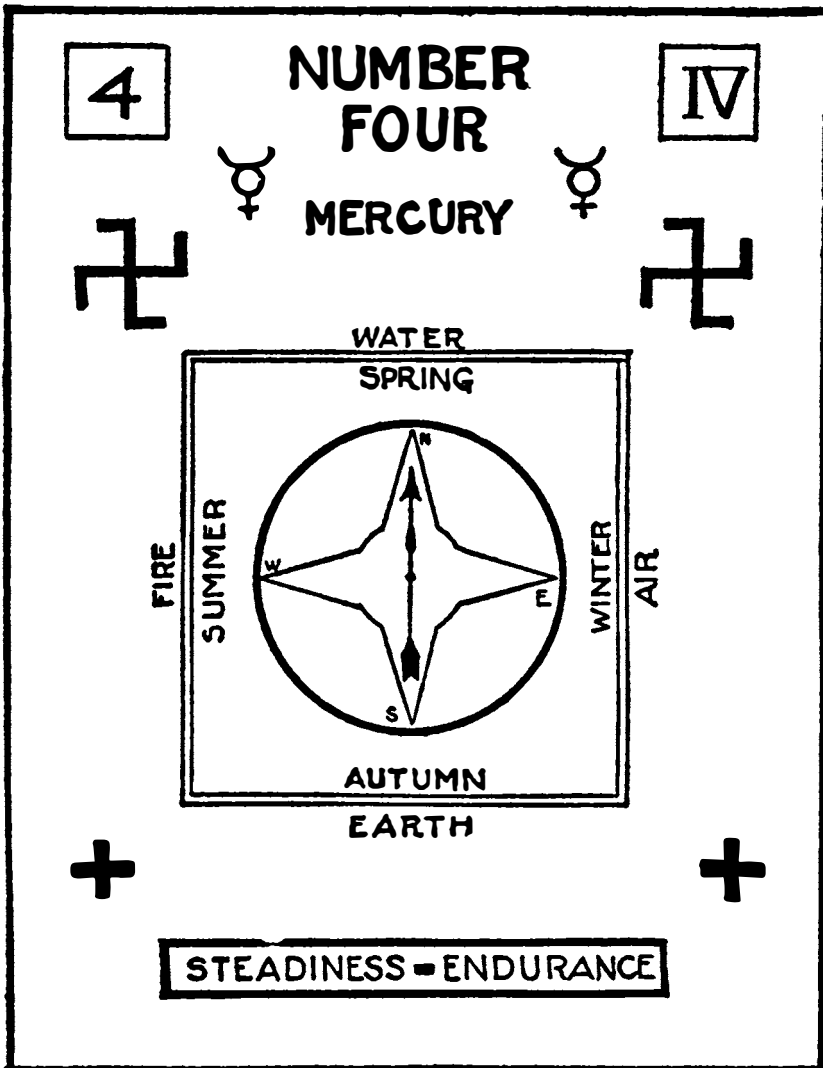 4
NUMBER
FOUR
IV
MERCURY
WATER
SPRING
N
FIRE
SUMMER
W
E
WINTER
AIR
S
AUTUMN
EARTH
STEADINESS = ENDURANCE